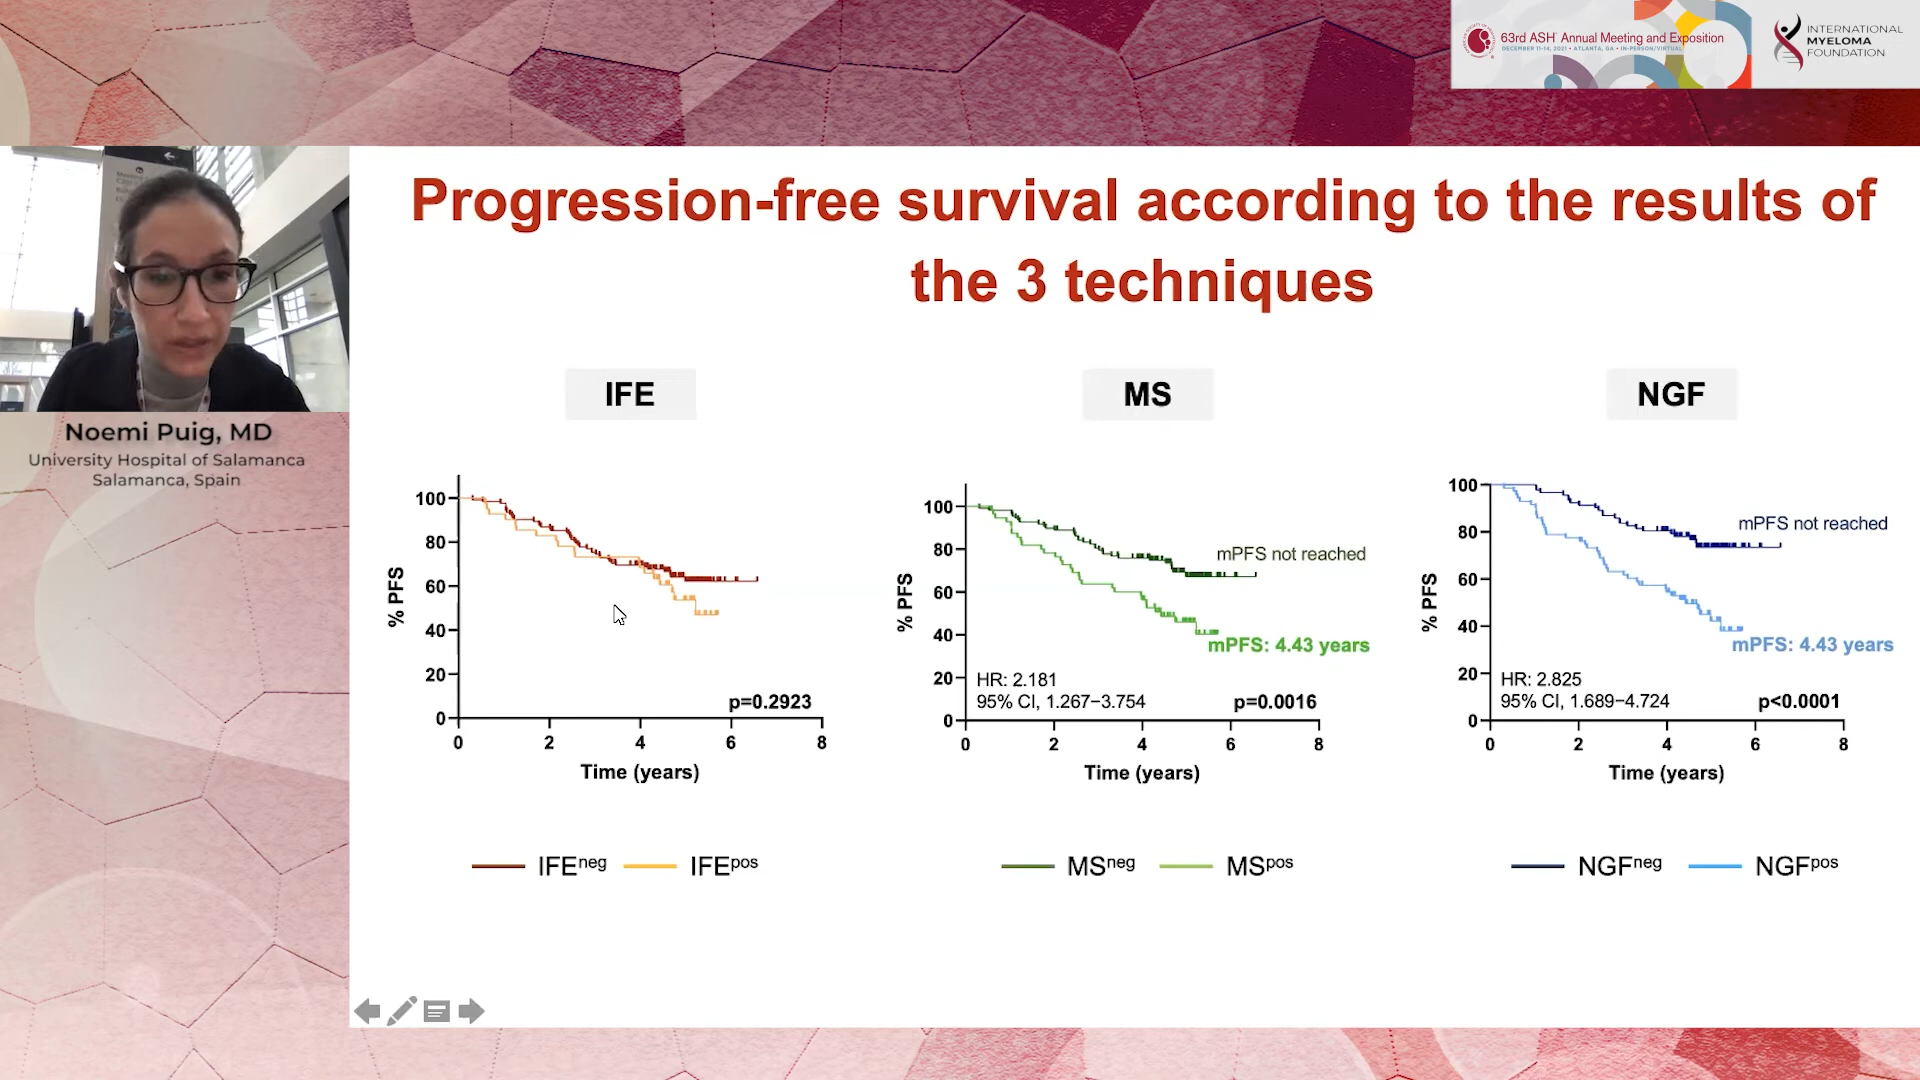 63rd ASH Annual Meeting and Exposition
DECEMBER 11-14, 2021 • ATLANTA, GA • IN-PERSON/VIRTUAL
INTERNATIONAL
MYELOMA
FOUNDATION
Noemi Puig, MD
University Hospital of Salamanca
Salamanca, Spain
Progression-free survival according to the results of
the 3 techniques
IFE
100
80
60
40
20
0
% PFS
p=0.2923
0 2 4 6 8
Time (years)
IFEneg IFEpos
MS
100
80
60
40
20
0
% PFS
mPFS not reached
mPFS: 4.43 years
HR: 2.181
95% CI, 1.267–3.754
p=0.0016
0 2 4 6 8
Time (years)
MSneg MSpos
NGF
100
80
60
40
20
0
% PFS
mPFS not reached
mPFS: 4.43 years
HR: 2.825
95% CI, 1.689–4.724
p<0.0001
0 2 4 6 8
Time (years)
NGFneg NGFpos